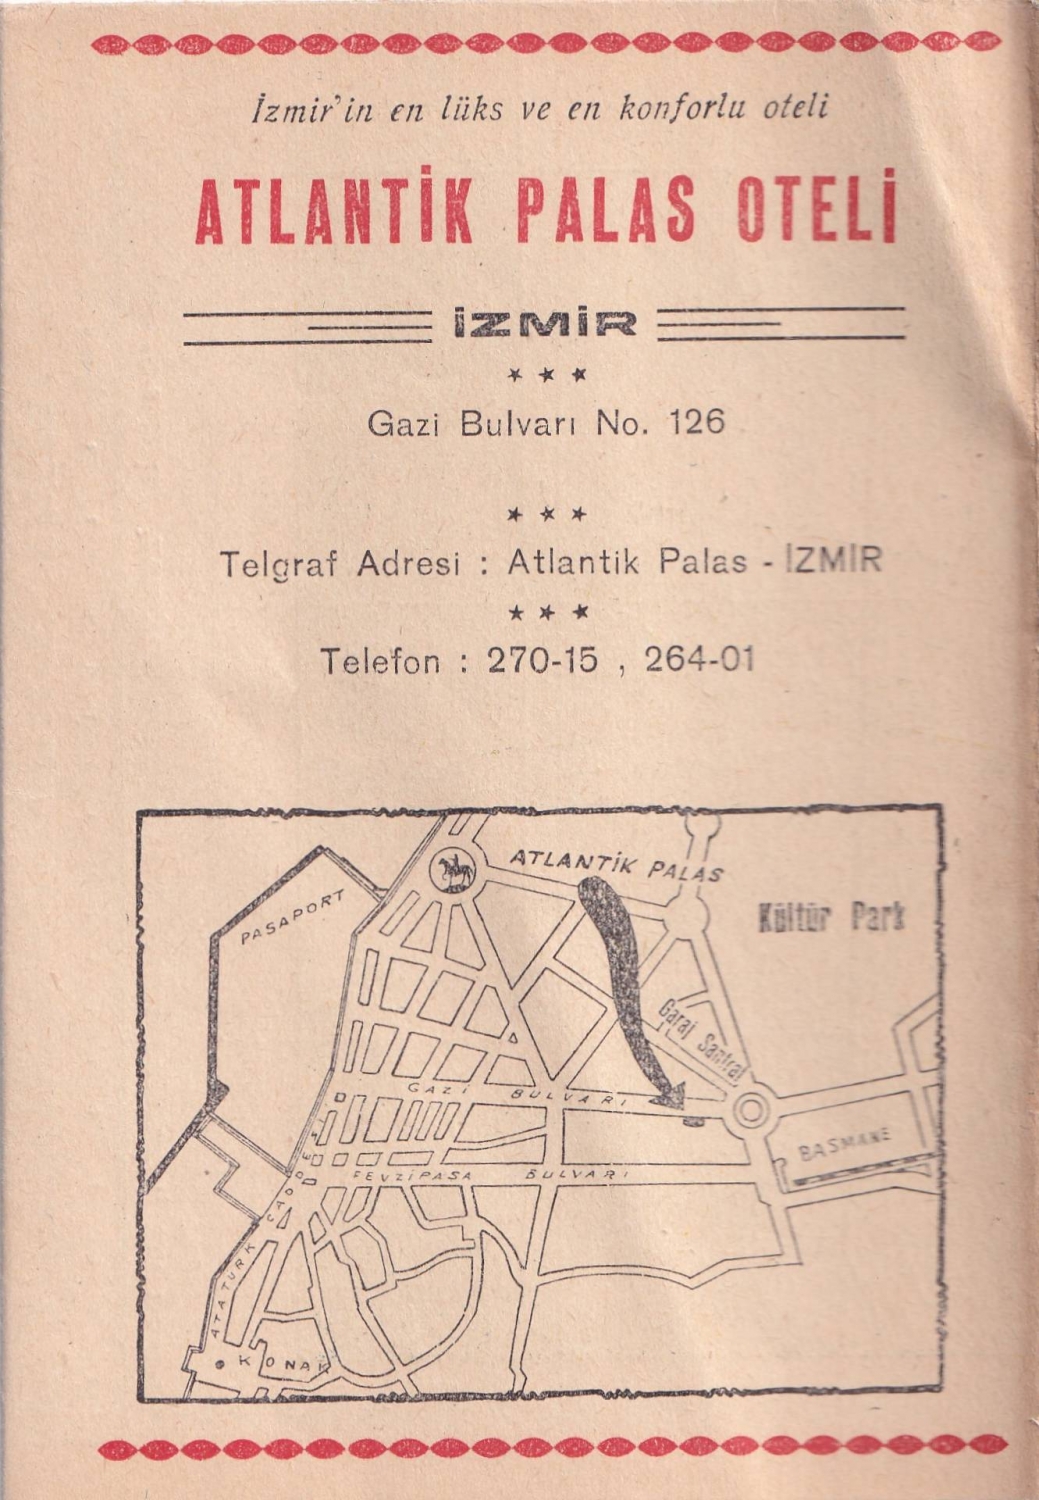 İzmir'in en lüks ve en konforlu oteli
ATLANTİK PALAS OTELİ
İZMİR
Gazi Bulvarı No. 126
Telgraf Adresi : Atlantik Palas - İZMİR
Telefon : 270-15 , 264-01
ATLANTİK PALAS
PASAPORT
Kültür Park
Garaj Santral
GAZİ BULVARI
BASMANE
FEVZİPAŞA BULVARI
ATATURK CADDESİ
KONAK